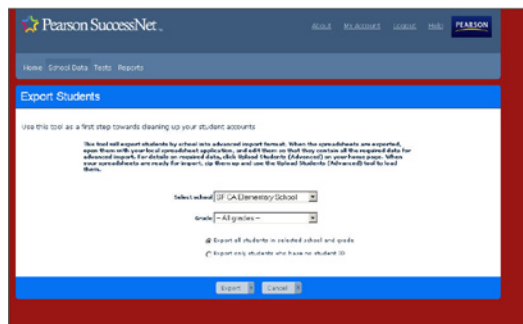 Pearson SuccessNet™
About My Account Logout Help PEARSON
Home School Data Tests Reports
Export Students
Use this tool as a first step towards cleaning up your student accounts
This tool will export students by school into advanced import format. When the spreadsheets are exported,
open them with your local spreadsheet application, and edit them so that they contain all the required data for
advanced import. For details on required data, click Upload Students (Advanced) on your home page. When
your spreadsheets are ready for import, zip them up and use the Upload Students (Advanced) tool to load
them.
Select school SF CA Elementary School
Grade -- All grades --
Export all students in selected school and grade
Export only students who have no student ID
Export Cancel